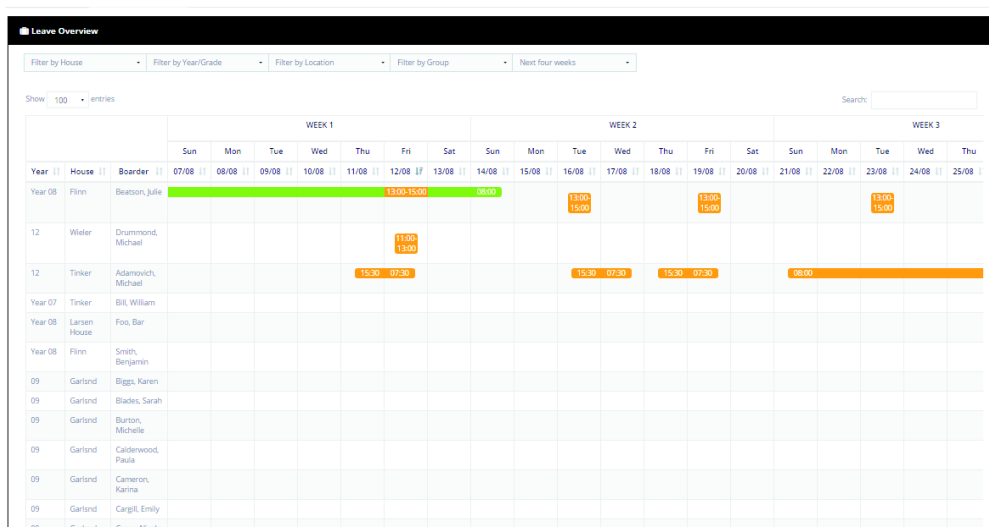 Leave Overview
Filter by House Filter by Year/Grade Filter by Location Filter by Group Next four weeks
Show 100 entries Search:
WEEK 1 WEEK 2 WEEK 3
Sun Mon Tue Wed Thu Fri Sat Sun Mon Tue Wed Thu Fri Sat Sun Mon Tue Wed Thu
Year House Boarder 07/08 08/08 09/08 10/08 11/08 12/08 13/08 14/08 15/08 16/08 17/08 18/08 19/08 20/08 21/08 22/08 23/08 24/08 25/08
Year 08 Flinn Beatson, Julie 13:00-15:00 08:00 13:00- 13:00- 13:00-
15:00 15:00 15:00
12 Wieler Drummond, 11:00-
Michael 13:00
12 Tinker Adamovich, 15:30 07:30 15:30 07:30 15:30 07:30 08:00
Michael
Year 07 Tinker Bill, William
Year 08 Larsen Foo, Bar
House
Year 08 Flinn Smith,
Benjamin
09 Garlsnd Biggs, Karen
09 Garlsnd Blades, Sarah
09 Garlsnd Burton,
Michelle
09 Garlsnd Calderwood,
Paula
09 Garlsnd Cameron,
Karina
09 Garlsnd Cargill, Emily